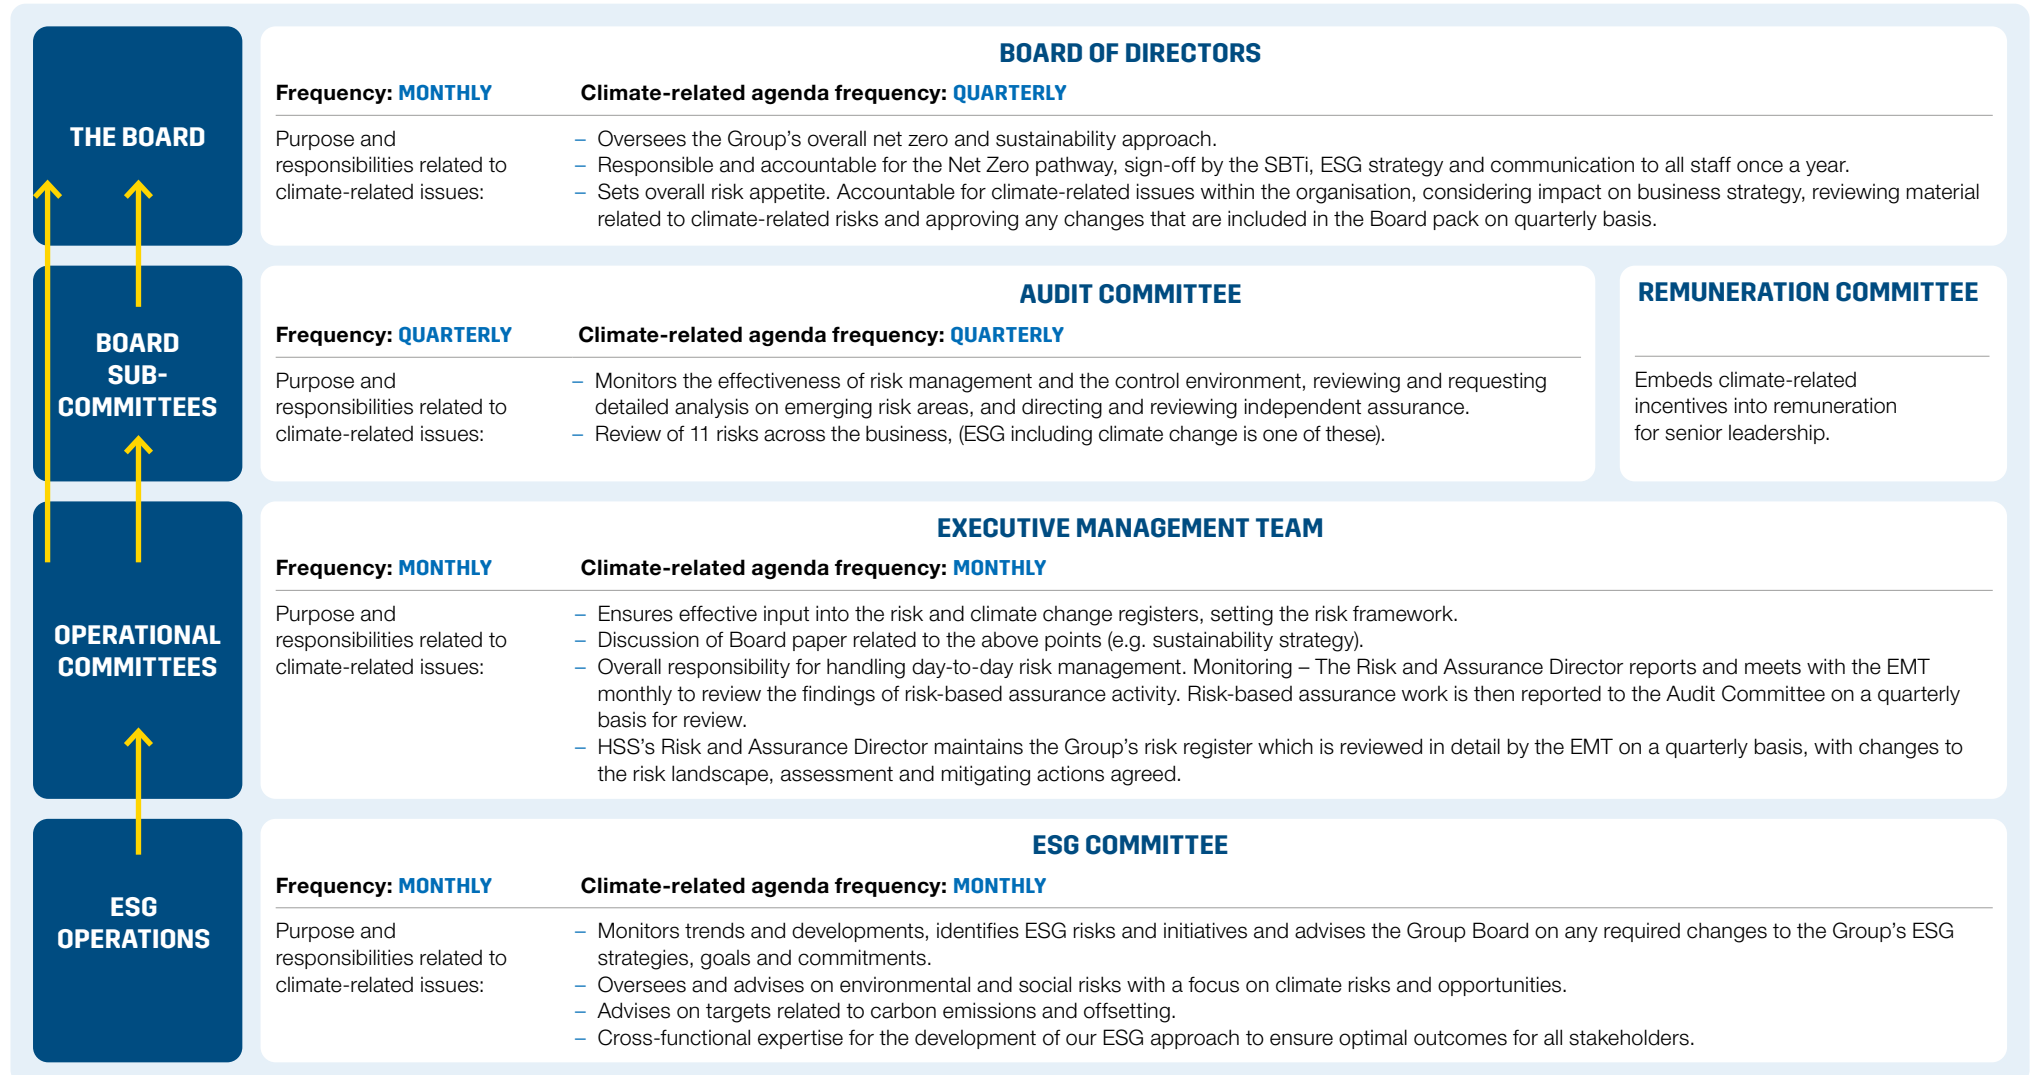 THE BOARD
BOARD OF DIRECTORS
Frequency: MONTHLY
Climate-related agenda frequency: QUARTERLY
Purpose and
responsibilities related to
climate-related issues:
– Oversees the Group’s overall net zero and sustainability approach.
– Responsible and accountable for the Net Zero pathway, sign-off by the SBTi, ESG strategy and communication to all staff once a year.
– Sets overall risk appetite. Accountable for climate-related issues within the organisation, considering impact on business strategy, reviewing material
related to climate-related risks and approving any changes that are included in the Board pack on quarterly basis.
BOARD
SUB-
COMMITTEES
AUDIT COMMITTEE
Frequency: QUARTERLY
Climate-related agenda frequency: QUARTERLY
Purpose and
responsibilities related to
climate-related issues:
– Monitors the effectiveness of risk management and the control environment, reviewing and requesting
detailed analysis on emerging risk areas, and directing and reviewing independent assurance.
– Review of 11 risks across the business, (ESG including climate change is one of these).
REMUNERATION COMMITTEE
Embeds climate-related
incentives into remuneration
for senior leadership.
OPERATIONAL
COMMITTEES
EXECUTIVE MANAGEMENT TEAM
Frequency: MONTHLY
Climate-related agenda frequency: MONTHLY
Purpose and
responsibilities related to
climate-related issues:
– Ensures effective input into the risk and climate change registers, setting the risk framework.
– Discussion of Board paper related to the above points (e.g. sustainability strategy).
– Overall responsibility for handling day-to-day risk management. Monitoring – The Risk and Assurance Director reports and meets with the EMT
monthly to review the findings of risk-based assurance activity. Risk-based assurance work is then reported to the Audit Committee on a quarterly
basis for review.
– HSS’s Risk and Assurance Director maintains the Group’s risk register which is reviewed in detail by the EMT on a quarterly basis, with changes to
the risk landscape, assessment and mitigating actions agreed.
ESG
OPERATIONS
ESG COMMITTEE
Frequency: MONTHLY
Climate-related agenda frequency: MONTHLY
Purpose and
responsibilities related to
climate-related issues:
– Monitors trends and developments, identifies ESG risks and initiatives and advises the Group Board on any required changes to the Group’s ESG
strategies, goals and commitments.
– Oversees and advises on environmental and social risks with a focus on climate risks and opportunities.
– Advises on targets related to carbon emissions and offsetting.
– Cross-functional expertise for the development of our ESG approach to ensure optimal outcomes for all stakeholders.